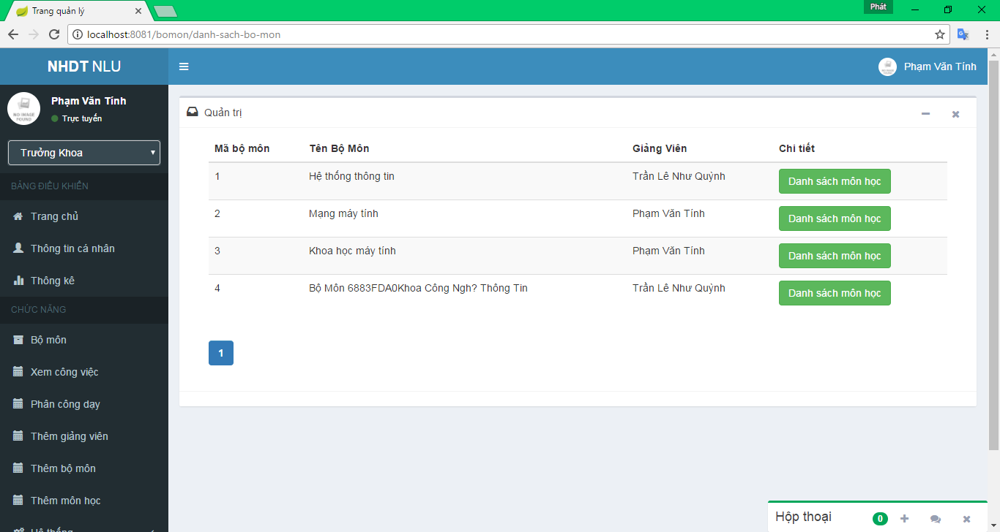 Trang quản lý
Phát
localhost:8081/bomon/danh-sach-bo-mon
NHDT NLU
Phạm Văn Tính
Phạm Văn Tính
Trực tuyến
Trưởng Khoa
BẢNG ĐIỀU KHIỂN
Trang chủ
Thông tin cá nhân
Thống kê
CHỨC NĂNG
Bộ môn
Xem công việc
Phân công dạy
Thêm giảng viên
Thêm bộ môn
Thêm môn học
Hệ thống
Quản trị
Mã bộ môn Tên Bộ Môn Giảng Viên Chi tiết
1 Hệ thống thông tin Trần Lê Như Quỳnh Danh sách môn học
2 Mạng máy tính Phạm Văn Tính Danh sách môn học
3 Khoa học máy tính Phạm Văn Tính Danh sách môn học
4 Bộ Môn 6883FDA0Khoa Công Ngh? Thông Tin Trần Lê Như Quỳnh Danh sách môn học
1
Hộp thoại 0